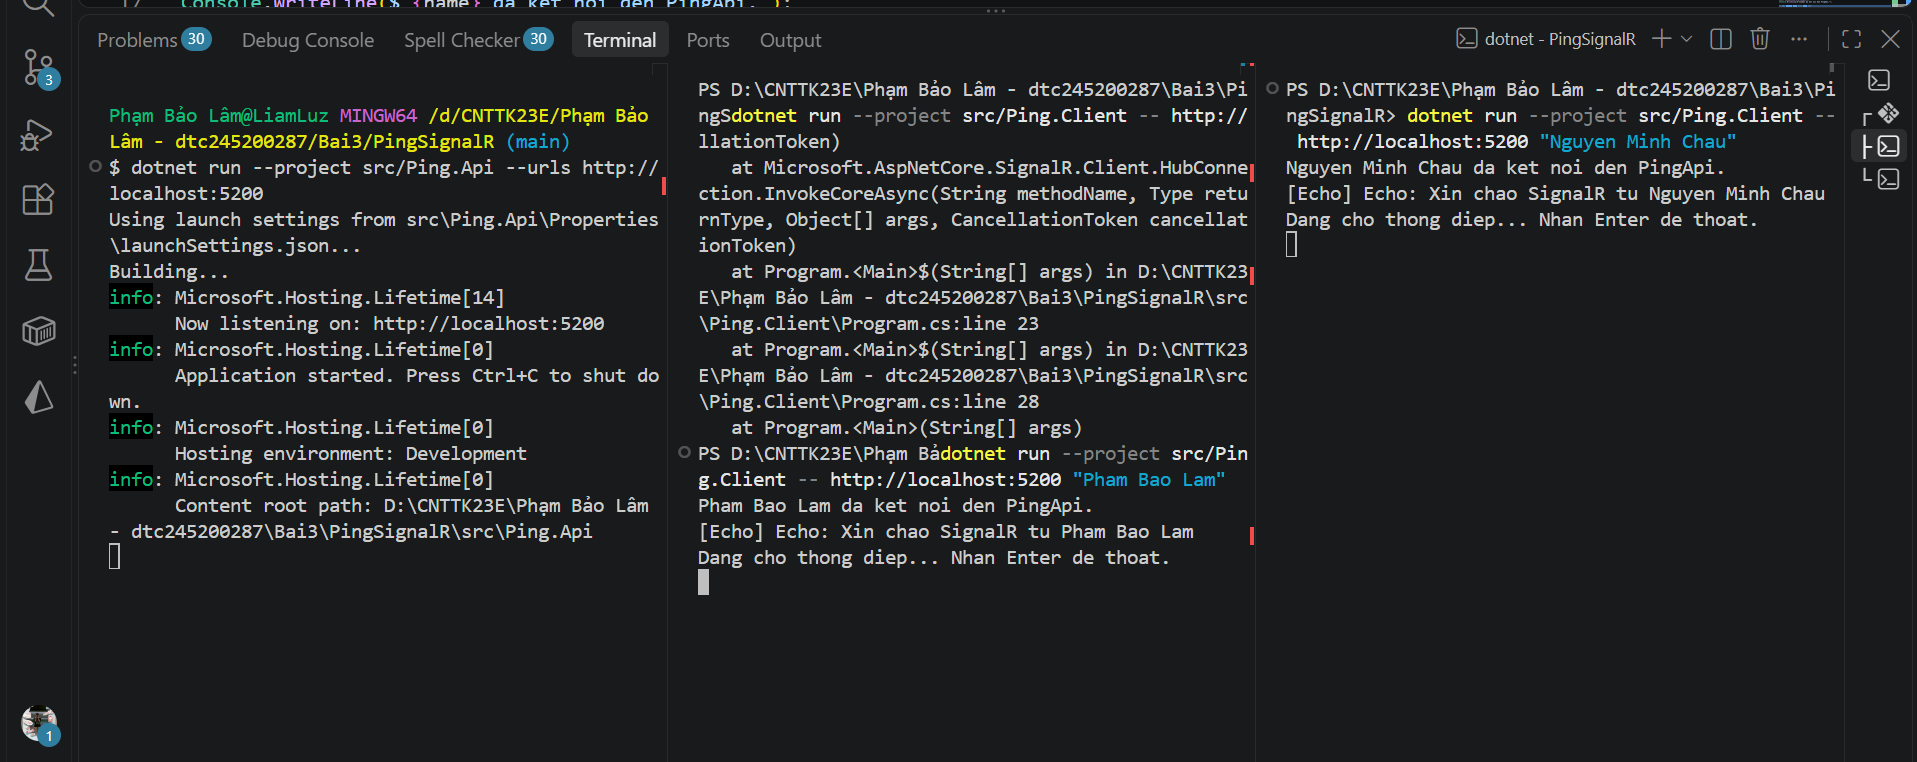 Console.WriteLine($"{name} da ket noi den PingApi.");
Problems 30 Debug Console Spell Checker 30 Terminal Ports Output dotnet - PingSignalR
3
1
Phạm Bảo Lâm@LiamLuz MINGW64 /d/CNTTK23E/Phạm Bảo
Lâm - dtc245200287/Bai3/PingSignalR (main)
$ dotnet run --project src/Ping.Api --urls http://
localhost:5200
Using launch settings from src\Ping.Api\Properties
\launchSettings.json...
Building...
info: Microsoft.Hosting.Lifetime[14]
Now listening on: http://localhost:5200
info: Microsoft.Hosting.Lifetime[0]
Application started. Press Ctrl+C to shut do
wn.
info: Microsoft.Hosting.Lifetime[0]
Hosting environment: Development
info: Microsoft.Hosting.Lifetime[0]
Content root path: D:\CNTTK23E\Phạm Bảo Lâm
- dtc245200287\Bai3\PingSignalR\src\Ping.Api
PS D:\CNTTK23E\Phạm Bảo Lâm - dtc245200287\Bai3\Pi
ngSdotnet run --project src/Ping.Client -- http://
llationToken)
at Microsoft.AspNetCore.SignalR.Client.HubConne
ction.InvokeCoreAsync(String methodName, Type retu
rnType, Object[] args, CancellationToken cancellat
ionToken)
at Program.<Main>$(String[] args) in D:\CNTTK23
E\Phạm Bảo Lâm - dtc245200287\Bai3\PingSignalR\src
\Ping.Client\Program.cs:line 23
at Program.<Main>$(String[] args) in D:\CNTTK23
E\Phạm Bảo Lâm - dtc245200287\Bai3\PingSignalR\src
\Ping.Client\Program.cs:line 28
at Program.<Main>(String[] args)
PS D:\CNTTK23E\Phạm Bảdotnet run --project src/Pin
g.Client -- http://localhost:5200 "Pham Bao Lam"
Pham Bao Lam da ket noi den PingApi.
[Echo] Echo: Xin chao SignalR tu Pham Bao Lam
Dang cho thong diep... Nhan Enter de thoat.
PS D:\CNTTK23E\Phạm Bảo Lâm - dtc245200287\Bai3\Pi
ngSignalR> dotnet run --project src/Ping.Client --
http://localhost:5200 "Nguyen Minh Chau"
Nguyen Minh Chau da ket noi den PingApi.
[Echo] Echo: Xin chao SignalR tu Nguyen Minh Chau
Dang cho thong diep... Nhan Enter de thoat.